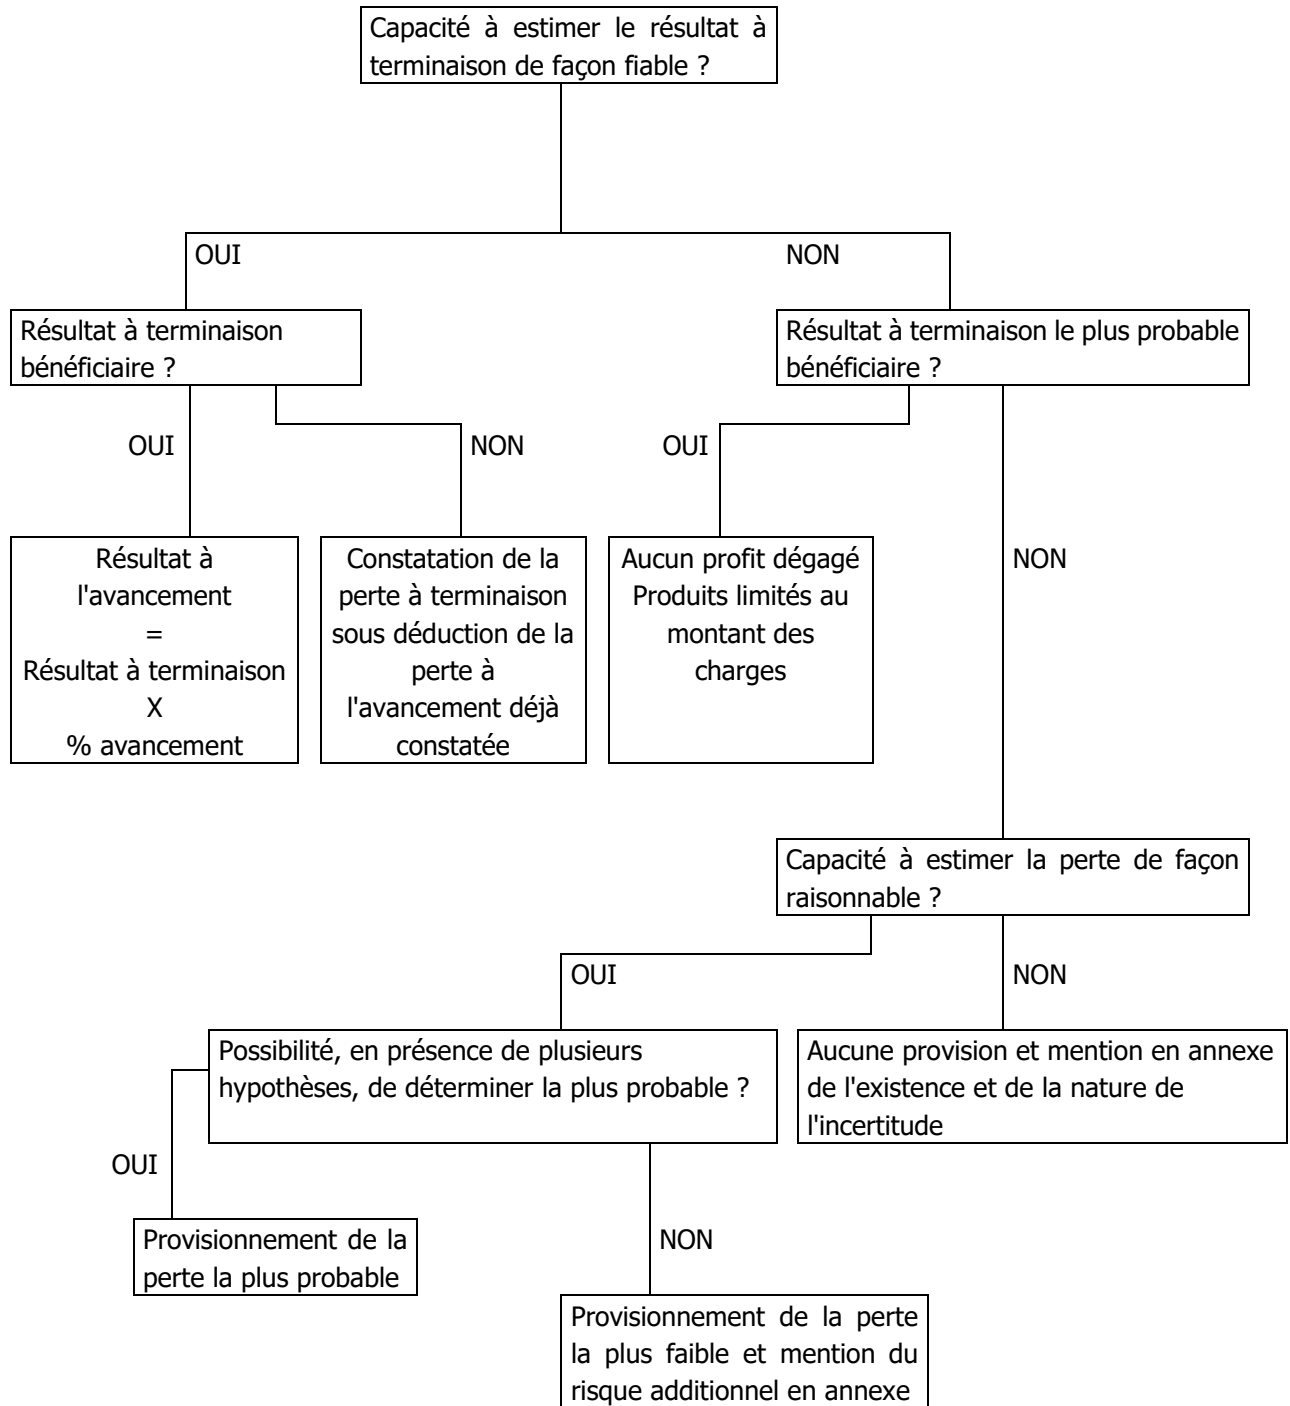 Capacité à estimer le résultat à
terminaison de façon fiable ?
OUI
NON
Résultat à terminaison
bénéficiaire ?
Résultat à terminaison le plus probable
bénéficiaire ?
OUI
NON
OUI
NON
Résultat à
l'avancement
=
Résultat à terminaison
X
% avancement
Constatation de la
perte à terminaison
sous déduction de la
perte à
l'avancement déjà
constatée
Aucun profit dégagé
Produits limités au
montant des
charges
Capacité à estimer la perte de façon
raisonnable ?
OUI
NON
Possibilité, en présence de plusieurs
hypothèses, de déterminer la plus probable ?
Aucune provision et mention en annexe
de l'existence et de la nature de
l'incertitude
OUI
NON
Provisionnement de la
perte la plus probable
Provisionnement de la perte
la plus faible et mention du
risque additionnel en annexe